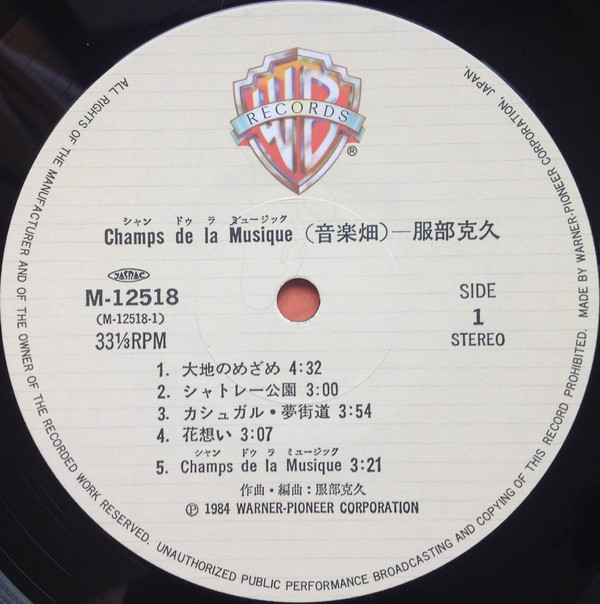 WB
RECORDS
®
シャン ドゥ ラ ミュージック
Champs de la Musique (音楽畑)—服部克久
JASRAC
M-12518
(M-12518-1)
33⅓RPM
SIDE
1
STEREO
1. 大地のめざめ 4:32
2. シャトレー公園 3:00
3. カシュガル・夢街道 3:54
4. 花想い 3:07
シャン ドゥ ラ ミュージック
5. Champs de la Musique 3:21
作曲・編曲:服部克久
Ⓟ 1984 WARNER-PIONEER CORPORATION
ALL RIGHTS OF THE MANUFACTURER AND OF THE OWNER OF THE RECORDED WORK RESERVED. UNAUTHORIZED PUBLIC PERFORMANCE BROADCASTING AND COPYING OF THIS RECORD PROHIBITED. MADE BY WARNER-PIONEER CORPORATION, JAPAN.